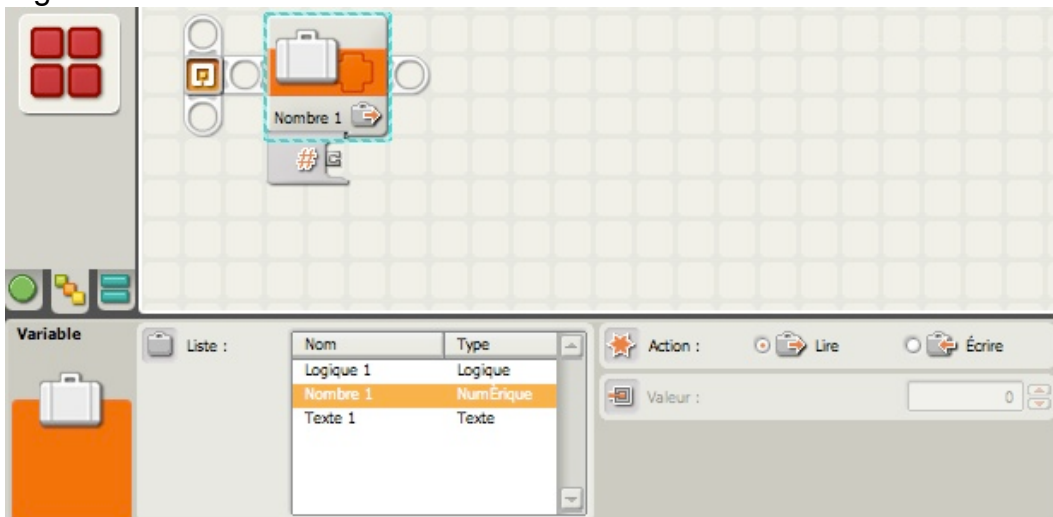 Nombre 1
#
Variable
Liste :
Nom Type
Logique 1 Logique
Nombre 1 NumÉrique
Texte 1 Texte
Action : Lire Écrire
Valeur : 0